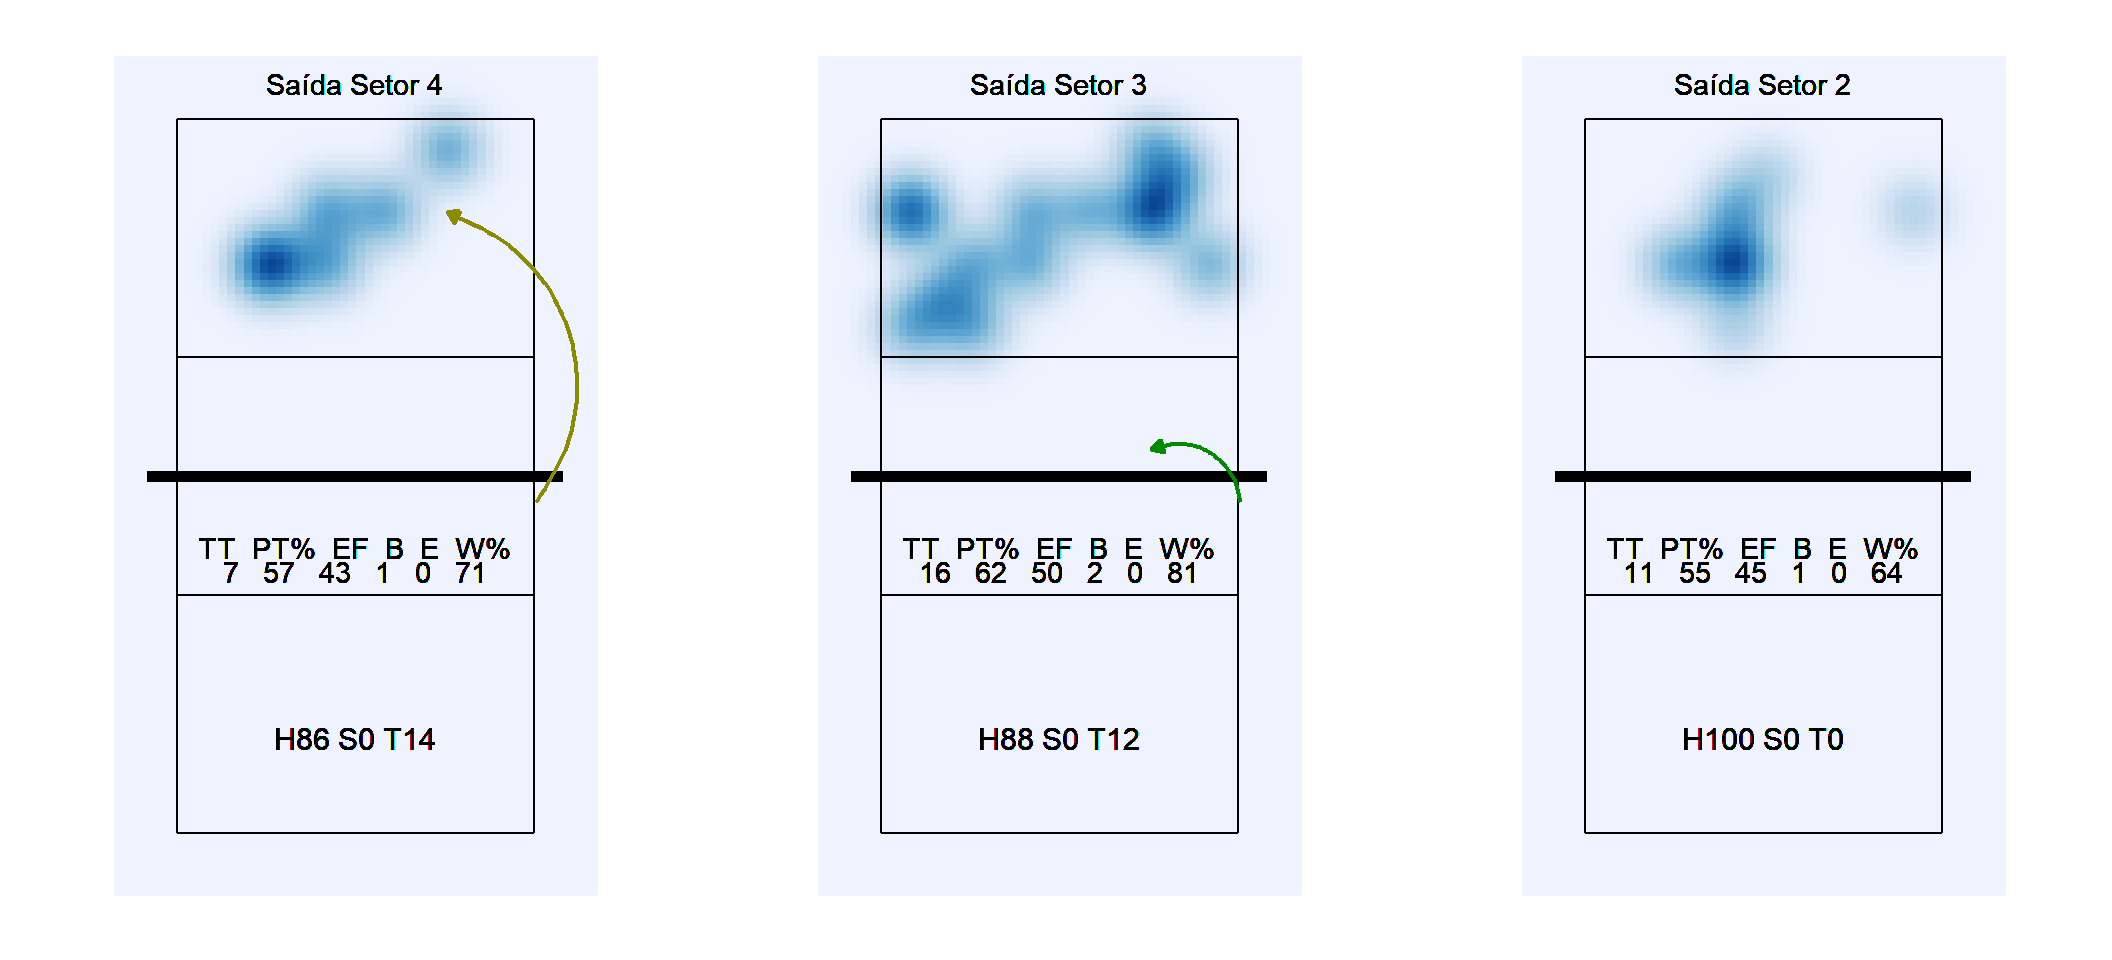 Saída Setor 4
TT PT% EF B E W%
7 57 43 1 0 71
H86 S0 T14
Saída Setor 3
TT PT% EF B E W%
16 62 50 2 0 81
H88 S0 T12
Saída Setor 2
TT PT% EF B E W%
11 55 45 1 0 64
H100 S0 T0